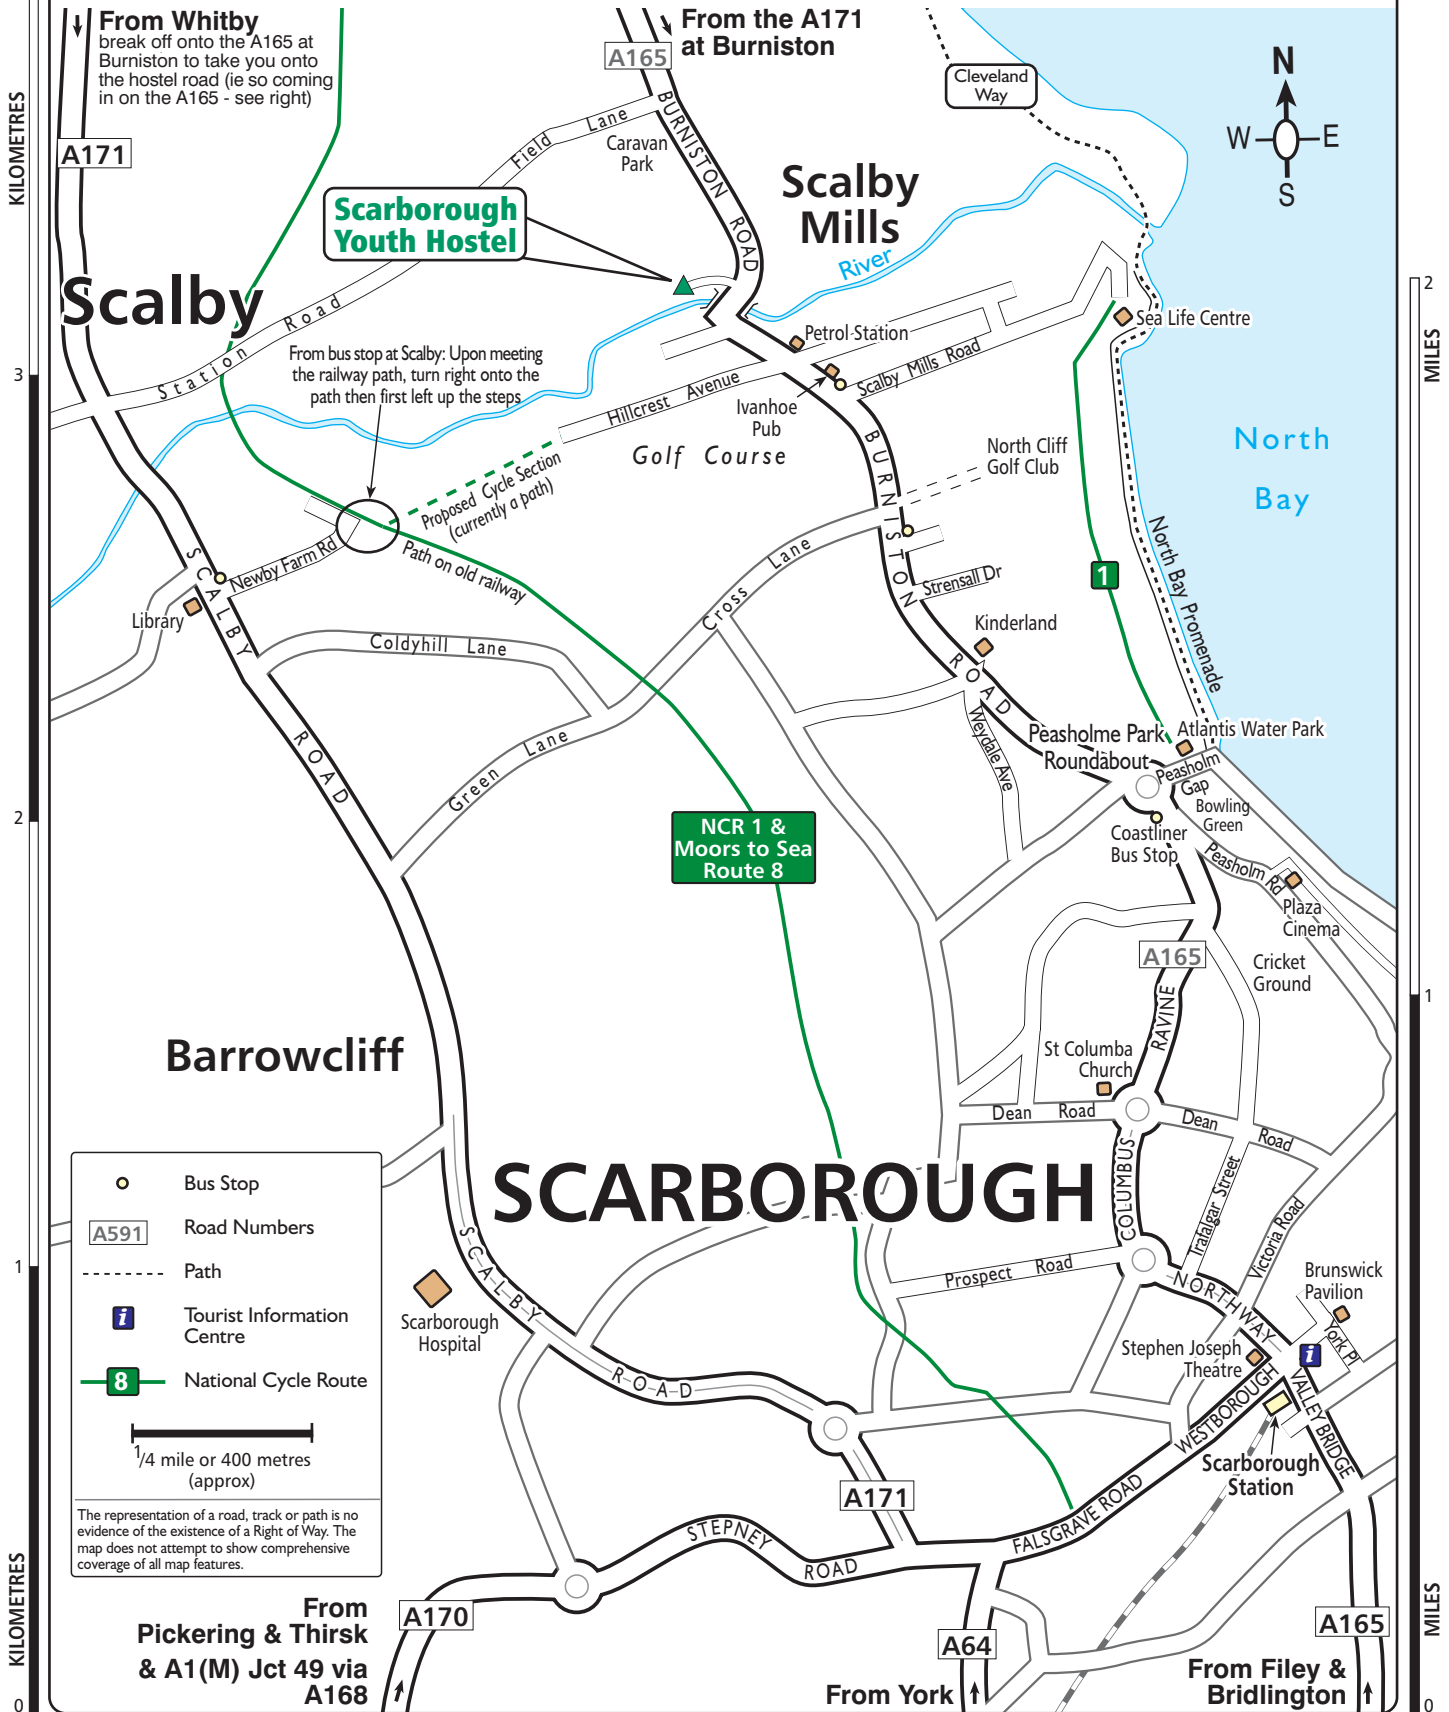 From Whitby
break off onto the A165 at
Burniston to take you onto
the hostel road (ie so coming
in on the A165 - see right)
From the A171
at Burniston
A165
Cleveland
Way
N
W
E
S
KILOMETRES
A171
Field Lane
Caravan
Park
BURNISTON ROAD
Scalby
Mills
Scarborough
Youth Hostel
River
Scalby
Station Road
2
MILES
Sea Life Centre
Petrol Station
From bus stop at Scalby: Upon meeting
the railway path, turn right onto the
path then first left up the steps
3
Scalby Mills Road
Hillcrest Avenue
Ivanhoe
Pub
Golf Course
North Cliff
Golf Club
North
Bay
Proposed Cycle Section
(currently a path)
BURNISTON ROAD
Newby Farm Rd
Path on old railway
Cross Lane
1
North Bay Promenade
Strensall Dr
SCALBY ROAD
Library
Coldyhill Lane
Kinderland
Weydale Ave
Peasholme Park
Roundabout
Atlantis Water Park
Peasholm
Gap
Green Lane
Bowling
Green
2
NCR 1 &
Moors to Sea
Route 8
Coastliner
Bus Stop
Peasholm Rd
Plaza
Cinema
A165
Cricket
Ground
1
RAVINE
Barrowcliff
St Columba
Church
Dean Road
Dean Road
SCARBOROUGH
COLUMBUS
Trafalgar Street
Victoria Road
Bus Stop
A591
Road Numbers
Path
i
Tourist Information
Centre
8
National Cycle Route
1/4 mile or 400 metres
(approx)
The representation of a road, track or path is no
evidence of the existence of a Right of Way. The
map does not attempt to show comprehensive
coverage of all map features.
1
SCALBY ROAD
Scarborough
Hospital
Prospect Road
NORTHWAY
Brunswick
Pavilion
York Pl
Stephen Joseph
Theatre
i
WESTBOROUGH
VALLEY BRIDGE
Scarborough
Station
A171
STEPNEY ROAD
FALSGRAVE ROAD
KILOMETRES
MILES
From
Pickering & Thirsk
& A1(M) Jct 49 via
A168
A170
A64
From York
A165
From Filey &
Bridlington
0
0